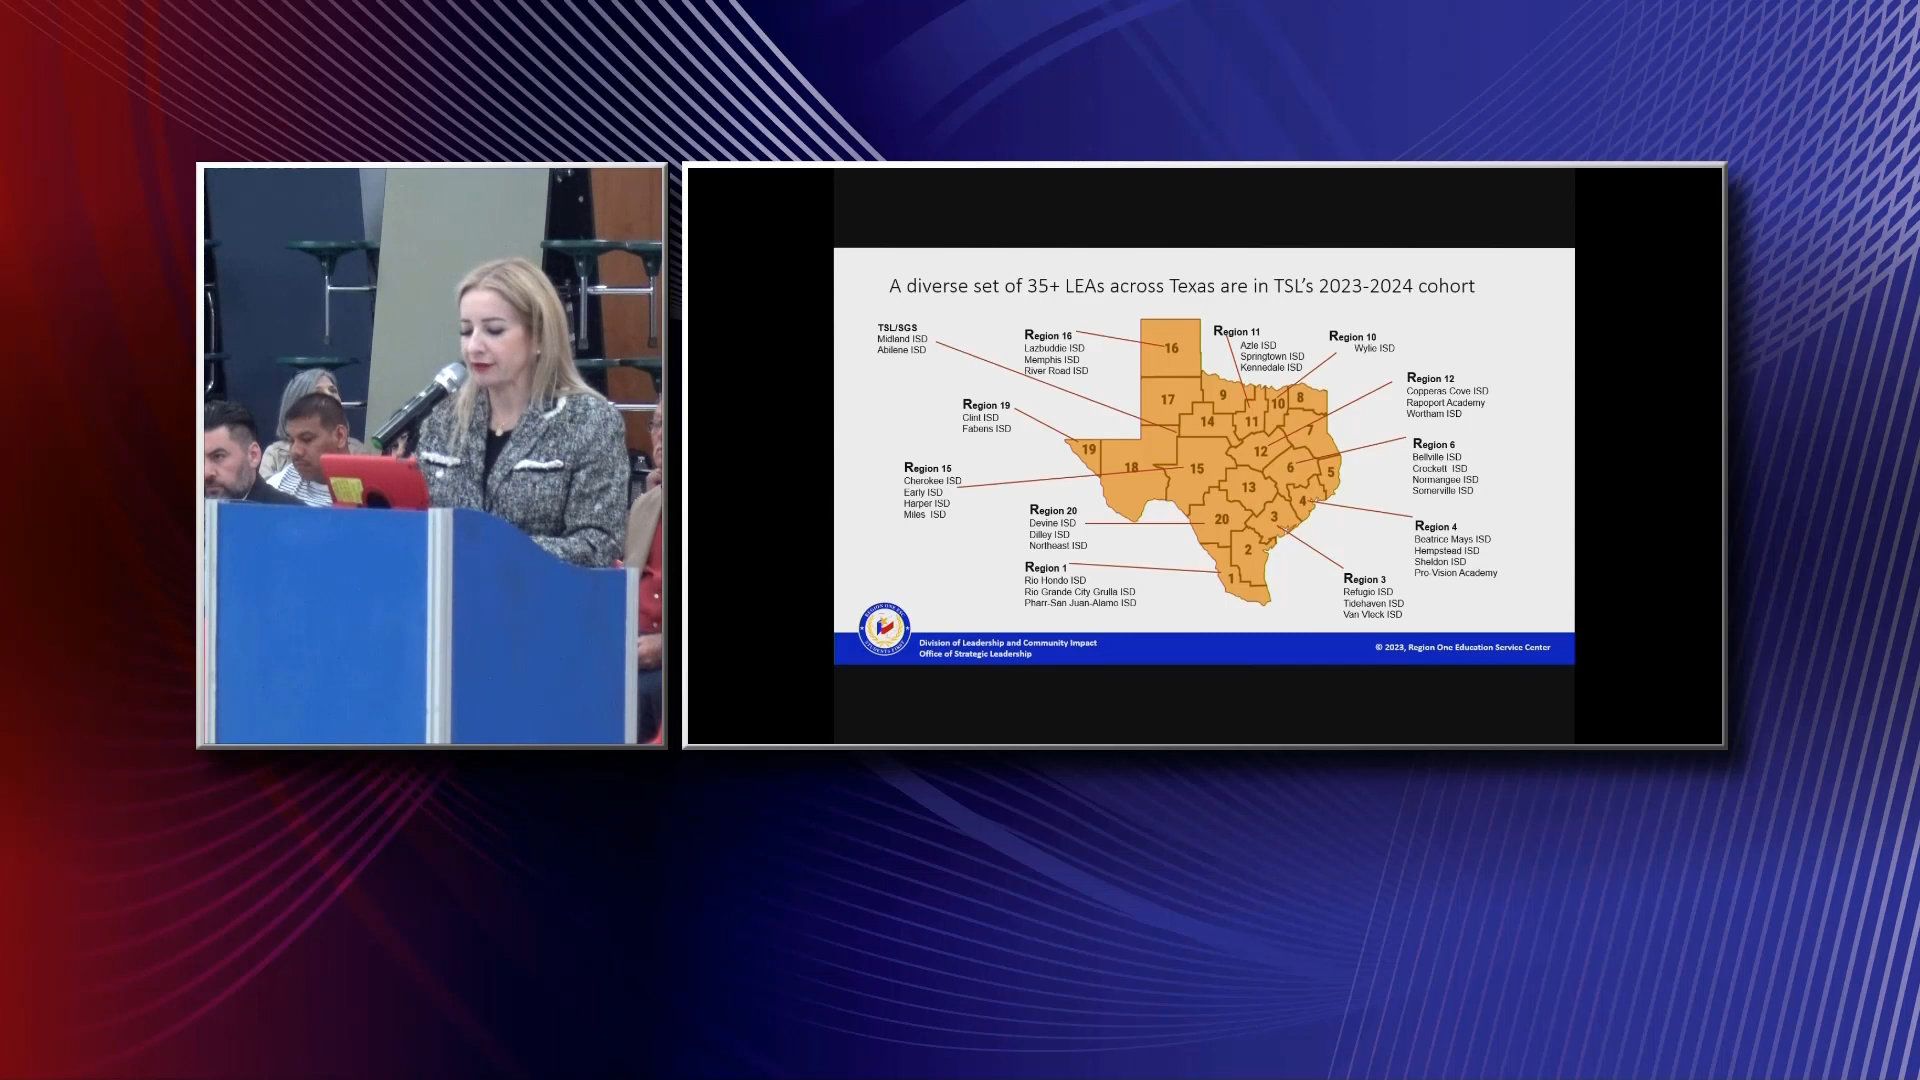 A diverse set of 35+ LEAs across Texas are in TSL's 2023-2024 cohort
TSL/SGS
Midland ISD
Abilene ISD
Region 16
Lazbuddie ISD
Memphis ISD
River Road ISD
Region 11
Azle ISD
Springtown ISD
Kennedale ISD
Region 10
Wylie ISD
Region 12
Copperas Cove ISD
Rapoport Academy
Wortham ISD
Region 19
Clint ISD
Fabens ISD
Region 6
Bellville ISD
Crockett ISD
Normangee ISD
Somerville ISD
Region 15
Cherokee ISD
Early ISD
Harper ISD
Miles ISD
Region 20
Devine ISD
Dilley ISD
Northeast ISD
Region 4
Beatrice Mays ISD
Hempstead ISD
Sheldon ISD
Pro-Vision Academy
Region 1
Rio Hondo ISD
Rio Grande City Grulla ISD
Pharr-San Juan-Alamo ISD
Region 3
Refugio ISD
Tidehaven ISD
Van Vleck ISD
16
17
9
10
8
14
11
7
19
18
15
12
6
5
13
4
20
3
2
1
Division of Leadership and Community Impact
Office of Strategic Leadership
© 2023, Region One Education Service Center